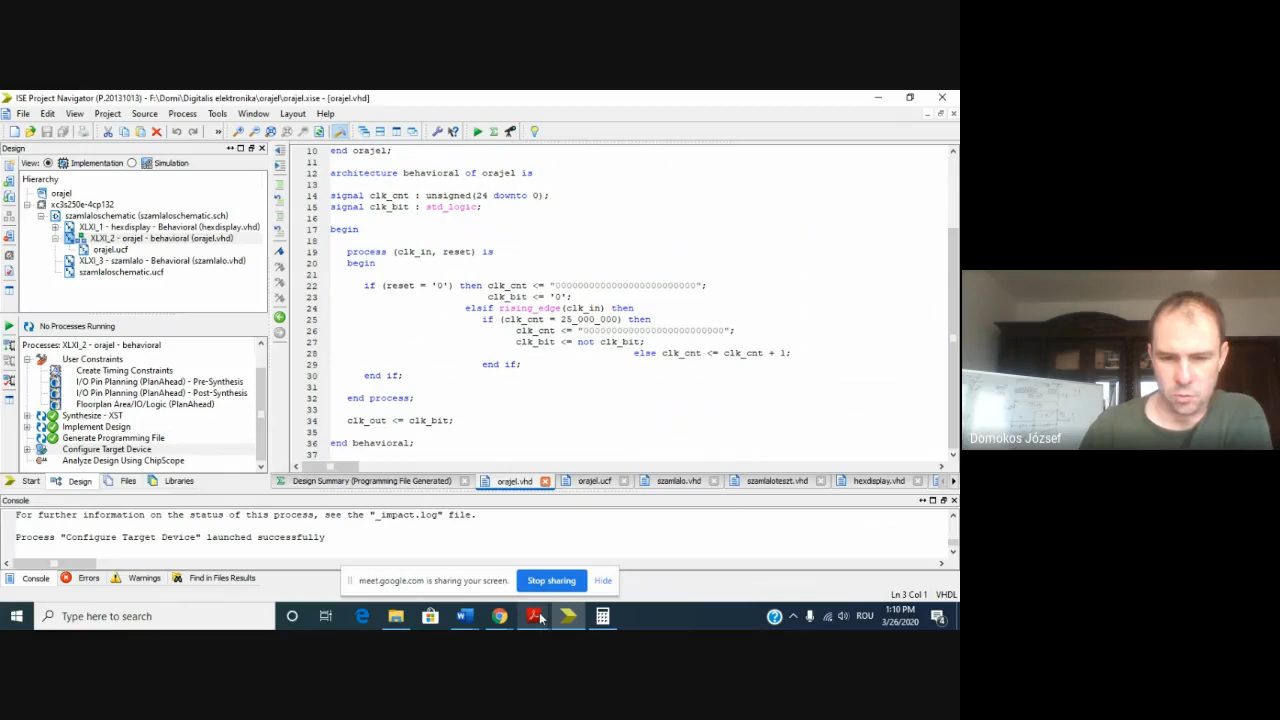 ISE Project Navigator (P.20131013) - F:\Domi\Digitalis elektronika\orajel\orajel.xise - [orajel.vhd]
File Edit View Project Source Process Tools Window Layout Help
Design
View: Implementation Simulation
Hierarchy
orajel
xc3s250e-4cp132
szamlaloschematic (szamlaloschematic.sch)
XLXI_1 - hexdisplay - Behavioral (hexdisplay.vhd)
XLXI_2 - orajel - behavioral (orajel.vhd)
orajel.ucf
XLXI_3 - szamlalo - Behavioral (szamlalo.vhd)
szamlaloschematic.ucf
No Processes Running
Processes: XLXI_2 - orajel - behavioral
User Constraints
Create Timing Constraints
I/O Pin Planning (PlanAhead) - Pre-Synthesis
I/O Pin Planning (PlanAhead) - Post-Synthesis
Floorplan Area/IO/Logic (PlanAhead)
Synthesize - XST
Implement Design
Generate Programming File
Configure Target Device
Analyze Design Using ChipScope
Start Design Files Libraries
10 end orajel;
11
12 architecture behavioral of orajel is
13
14 signal clk_cnt : unsigned(24 downto 0);
15 signal clk_bit : std_logic;
16
17 begin
18
19 process (clk_in, reset) is
20 begin
21
22 if (reset = '0') then clk_cnt <= "0000000000000000000000000";
23 clk_bit <= '0';
24 elsif rising_edge(clk_in) then
25 if (clk_cnt = 25_000_000) then
26 clk_cnt <= "0000000000000000000000000";
27 clk_bit <= not clk_bit;
28 else clk_cnt <= clk_cnt + 1;
29 end if;
30 end if;
31
32 end process;
33
34 clk_out <= clk_bit;
35
36 end behavioral;
37
Design Summary (Programming File Generated) orajel.vhd orajel.ucf szamlalo.vhd szamlaloteszt.vhd hexdisplay.vhd
Console
For further information on the status of this process, see the "_impact.log" file.
Process "Configure Target Device" launched successfully
Console Errors Warnings Find in Files Results
meet.google.com is sharing your screen. Stop sharing Hide
Ln 3 Col 1 VHDL
Type here to search
ROU
1:10 PM
3/26/2020
4
Domokos József